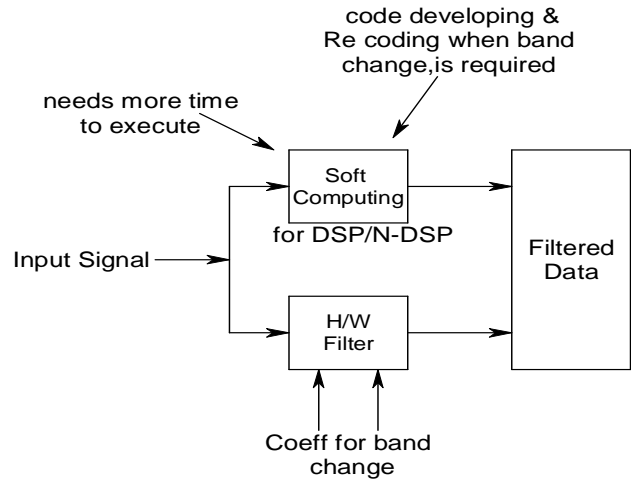 code developing &
Re coding when band
change,is required
needs more time
to execute
Soft
Computing
for DSP/N-DSP
Input Signal
Filtered
Data
H/W
Filter
Coeff for band
change